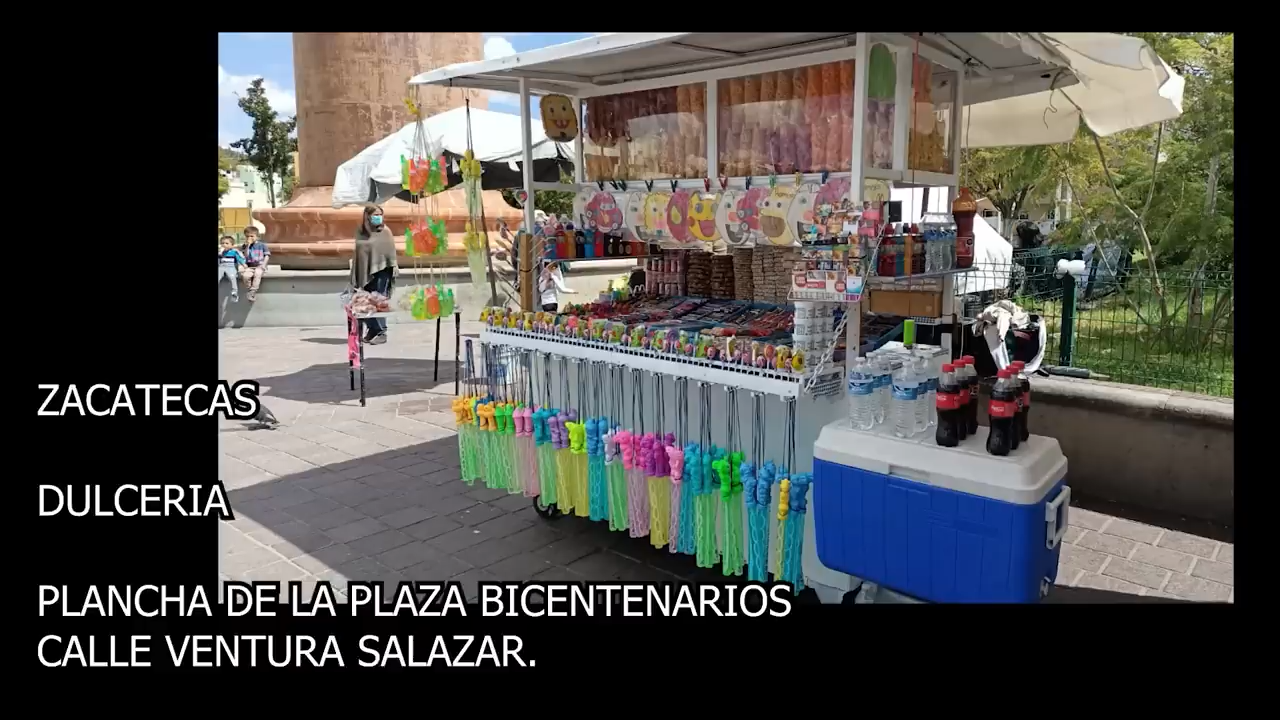 ZACATECAS
DULCERIA
PLANCHA DE LA PLAZA BICENTENARIOS
CALLE VENTURA SALAZAR.